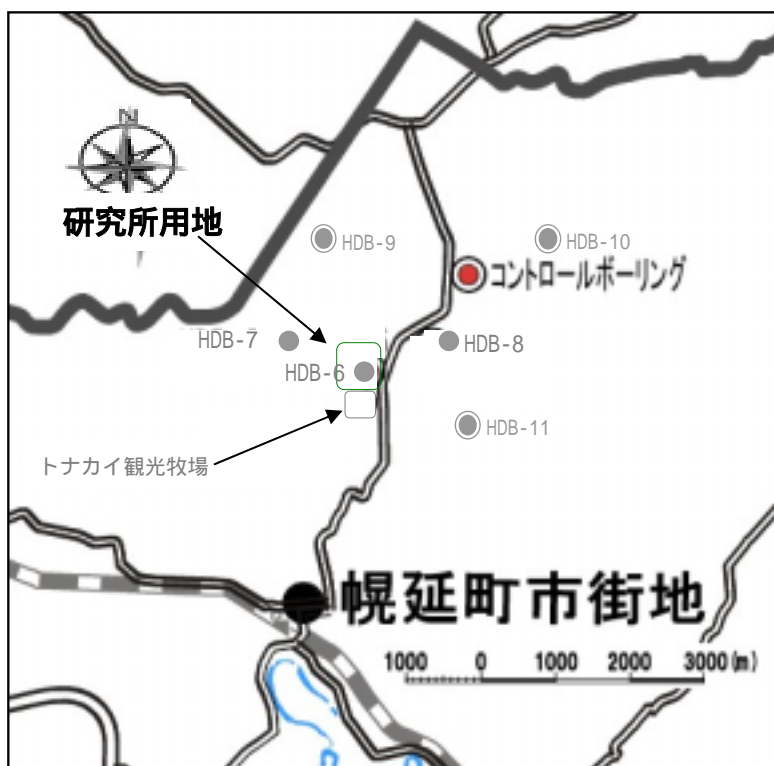 N
研究所用地
HDB-9
HDB-10
コントロールボーリング
HDB-7
HDB-8
HDB-6
HDB-11
トナカイ観光牧場
幌延町市街地
1000 0 1000 2000 3000(m)